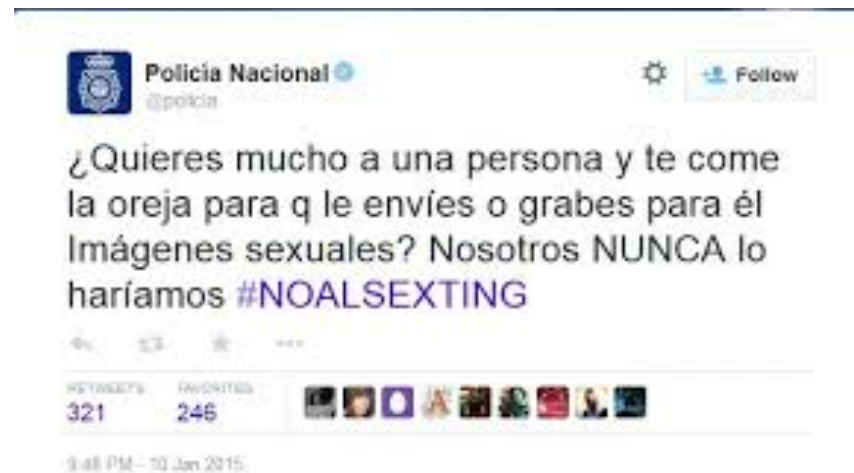 Policía Nacional
@policia
Follow
¿Quieres mucho a una persona y te come
la oreja para q le envíes o grabes para él
Imágenes sexuales? Nosotros NUNCA lo
haríamos #NOALSEXTING
RETWEETS FAVORITES
321 246
9:48 PM - 10 Jan 2015